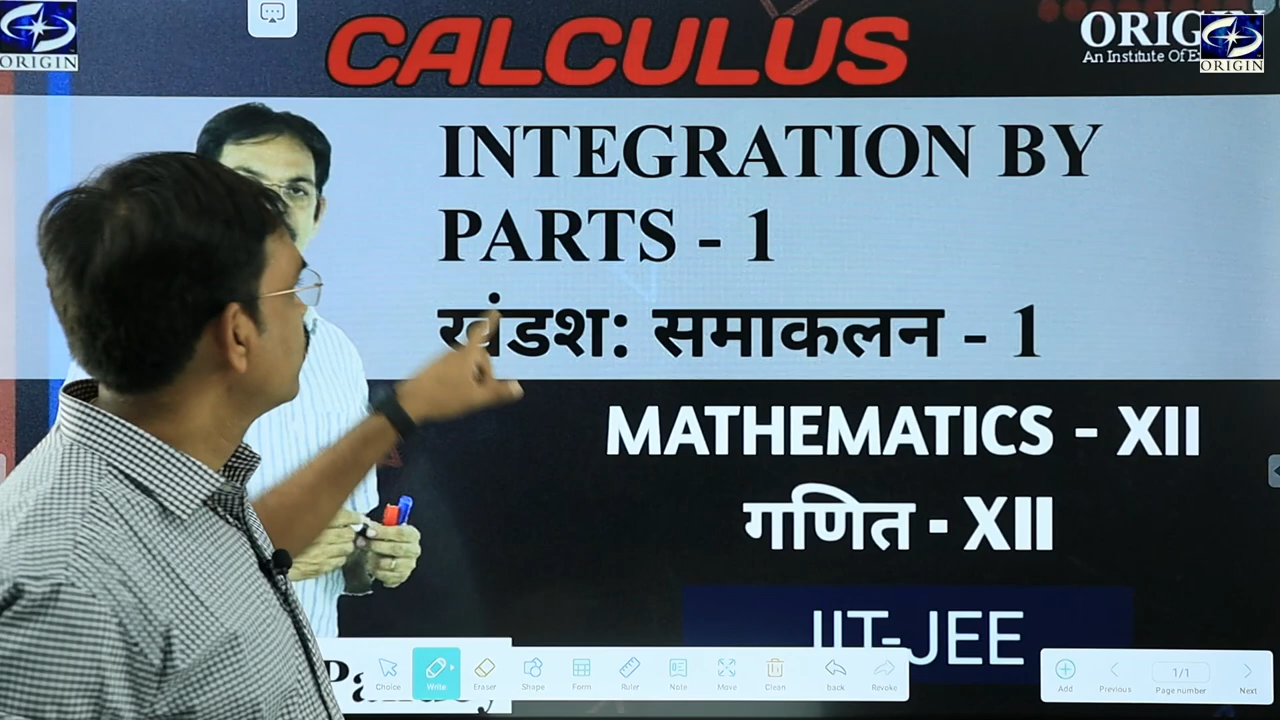 ORIGIN
CALCULUS
An Institute Of
ORIGIN
INTEGRATION BY
PARTS - 1
खंडश: समाकलन - 1
MATHEMATICS - XII
गणित - XII
IIT-JEE
Choice
Write
Eraser
Shape
Form
Ruler
Note
Move
Clean
back
Revoke
Add
Previous
1/1
Page number
Next